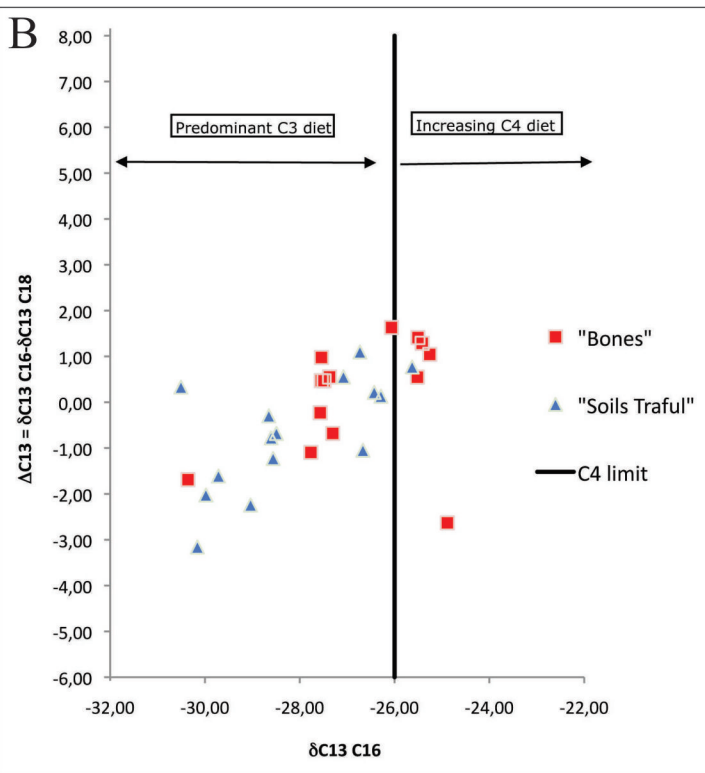 B
8,00
7,00
6,00
5,00
4,00
3,00
2,00
1,00
0,00
-1,00
-2,00
-3,00
-4,00
-5,00
-6,00
ΔC13 = δC13 C16-δC13 C18
Predominant C3 diet
Increasing C4 diet
"Bones"
"Soils Traful"
C4 limit
-32,00 -30,00 -28,00 -26,00 -24,00 -22,00
δC13 C16